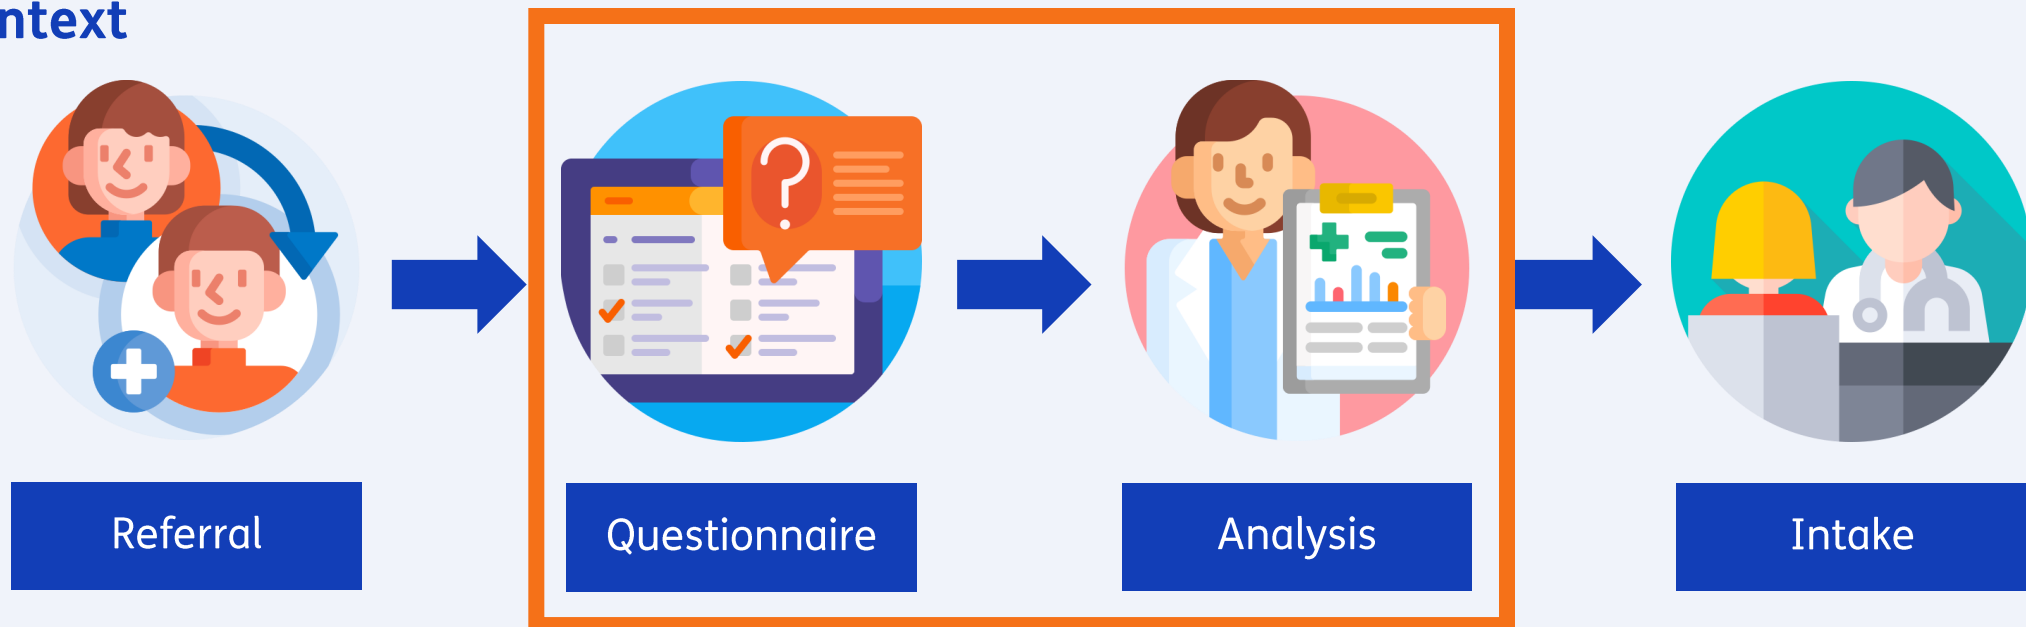 ntext
Referral
Questionnaire
Analysis
Intake